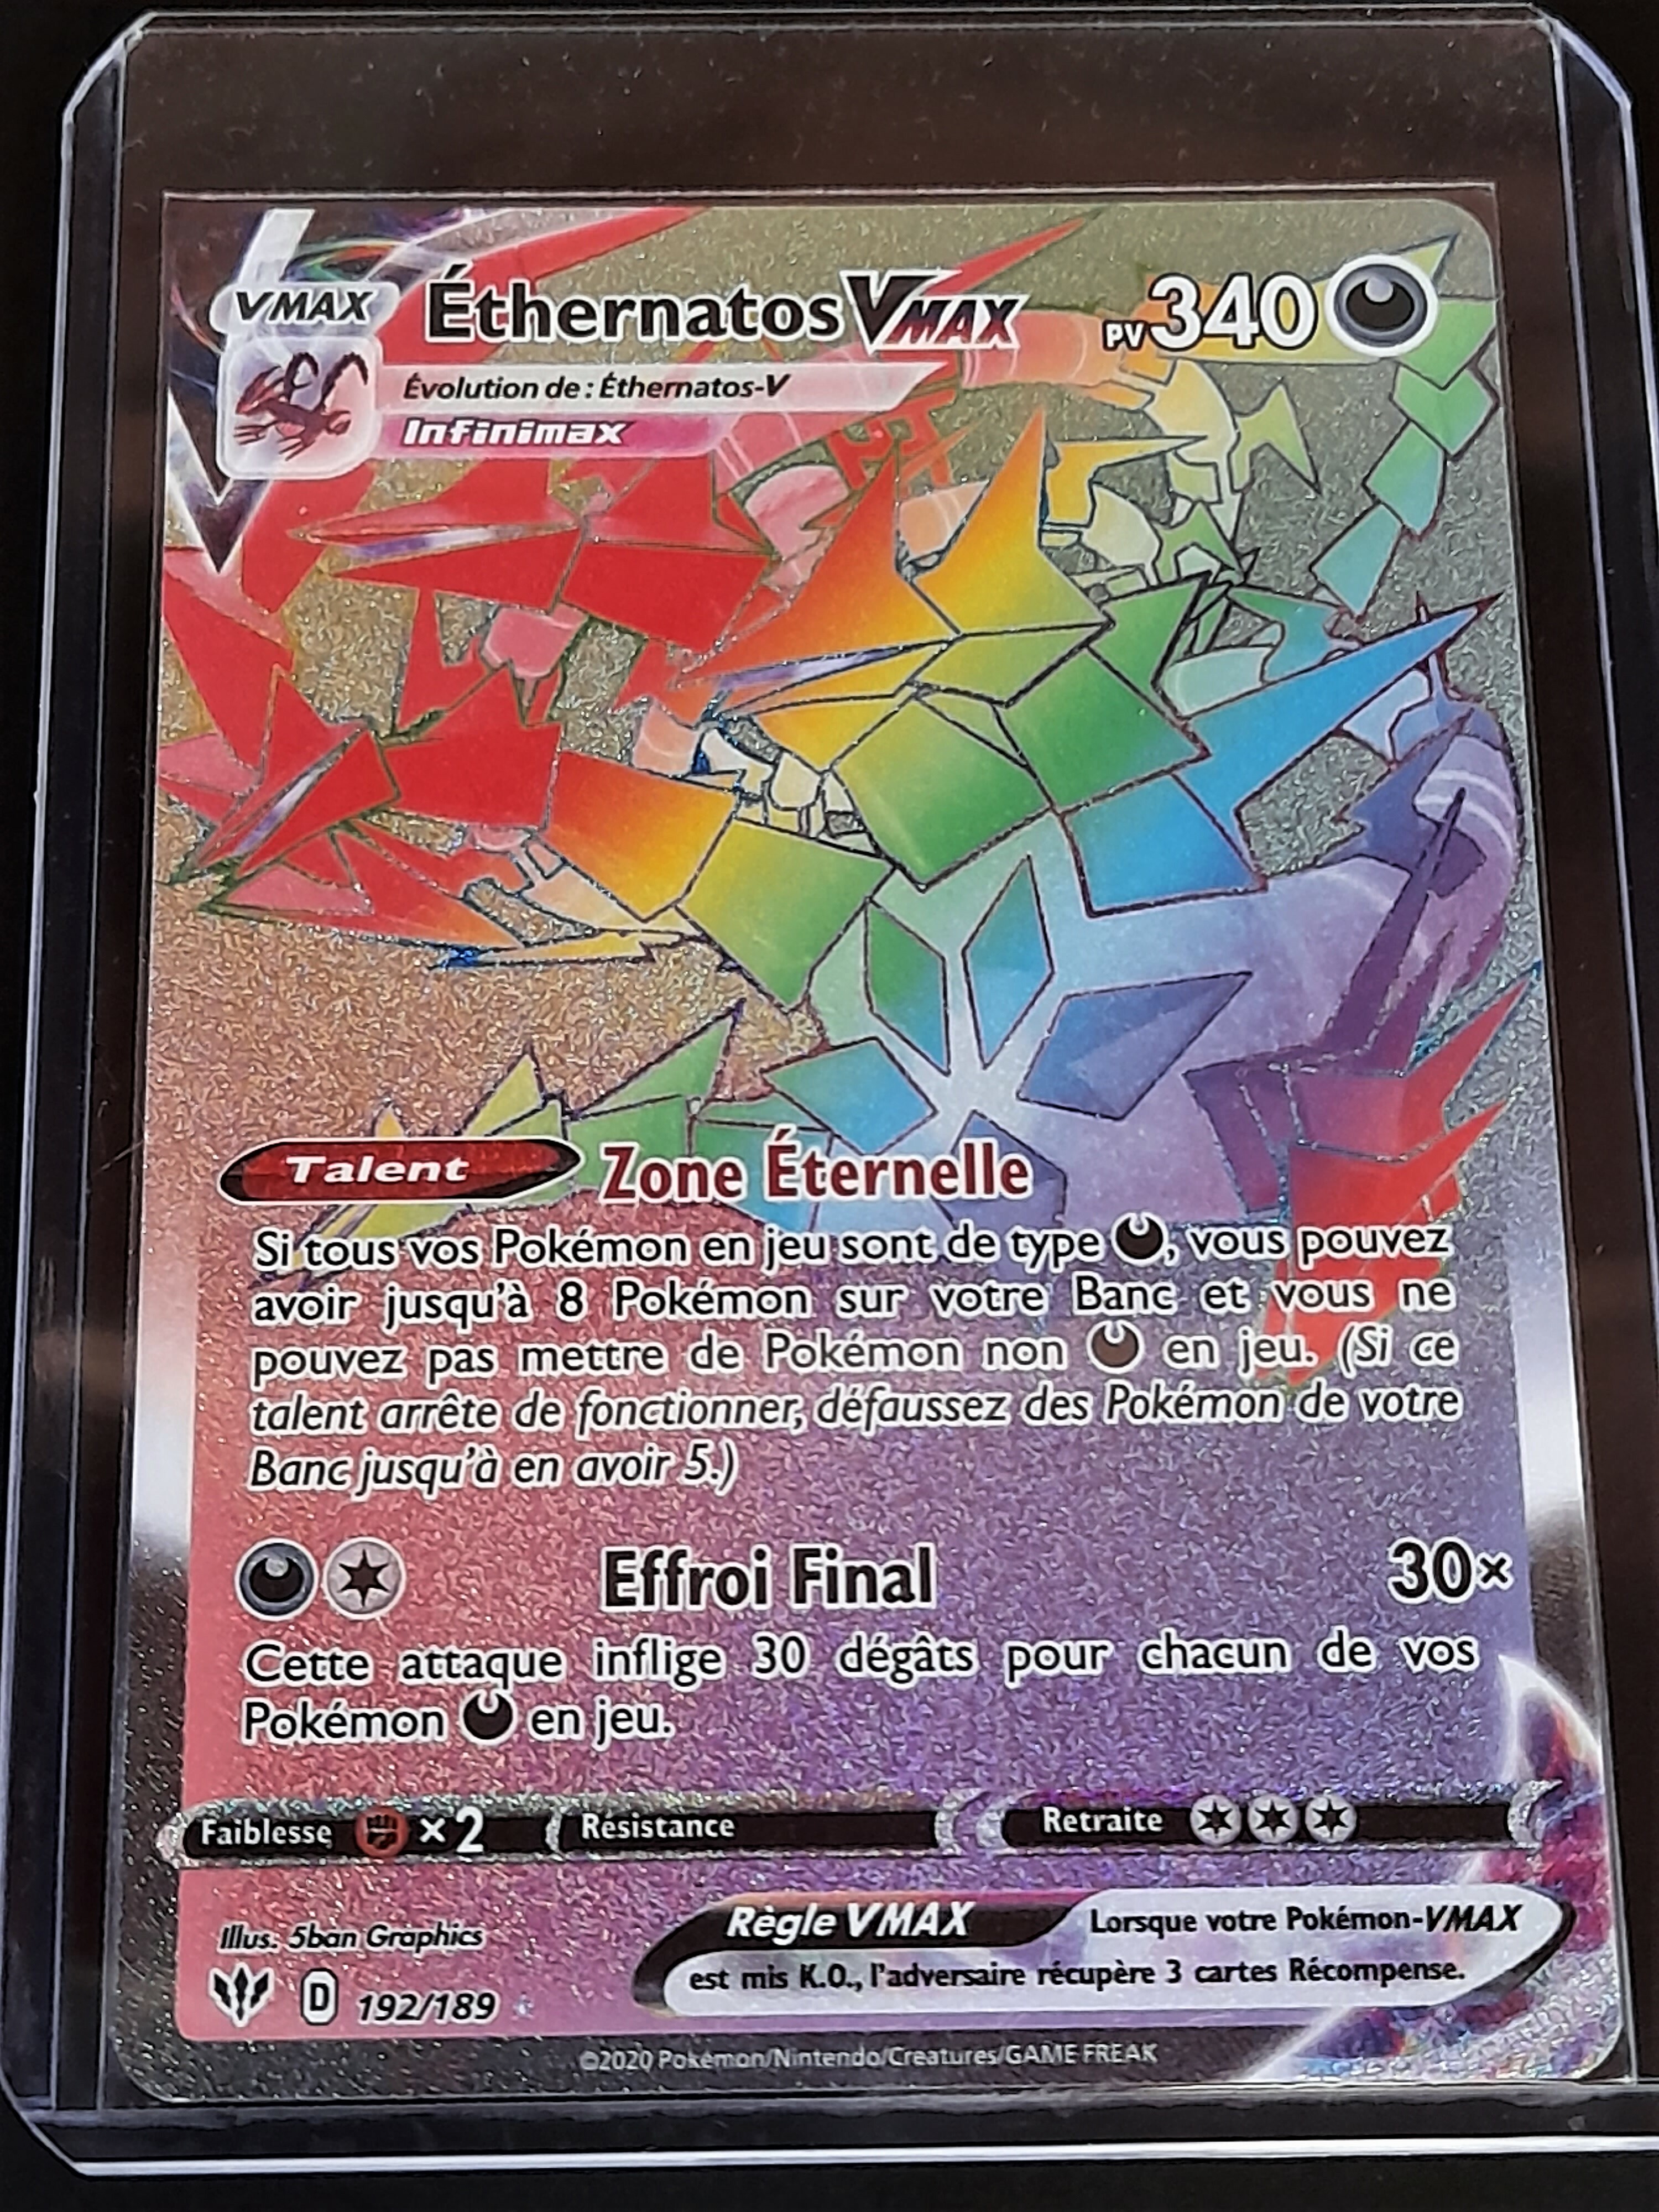 VMAX
Éthernatos VMAX PV 340
Évolution de : Éthernatos-V
Infinimax
Talent Zone Éternelle
Si tous vos Pokémon en jeu sont de type , vous pouvez
avoir jusqu'à 8 Pokémon sur votre Banc et vous ne
pouvez pas mettre de Pokémon non en jeu. (Si ce
talent arrête de fonctionner, défaussez des Pokémon de votre
Banc jusqu'à en avoir 5.)
Effroi Final 30×
Cette attaque inflige 30 dégâts pour chacun de vos
Pokémon en jeu.
Faiblesse ×2 Résistance Retraite
Illus. 5ban Graphics
D 192/189
Règle VMAX Lorsque votre Pokémon-VMAX
est mis K.O., l'adversaire récupère 3 cartes Récompense.
©2020 Pokémon/Nintendo/Creatures/GAME FREAK